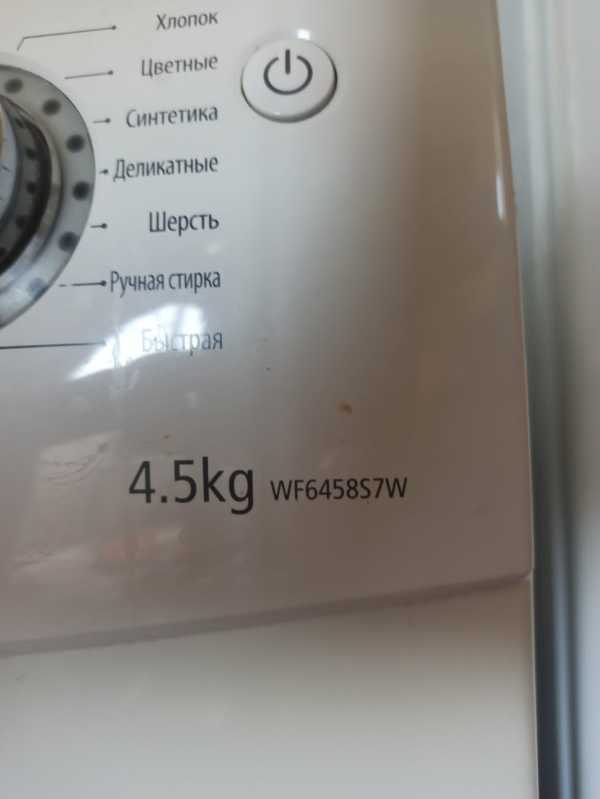 Хлопок
Цветные
Синтетика
Деликатные
Шерсть
Ручная стирка
Быстрая
4.5kg WF6458S7W